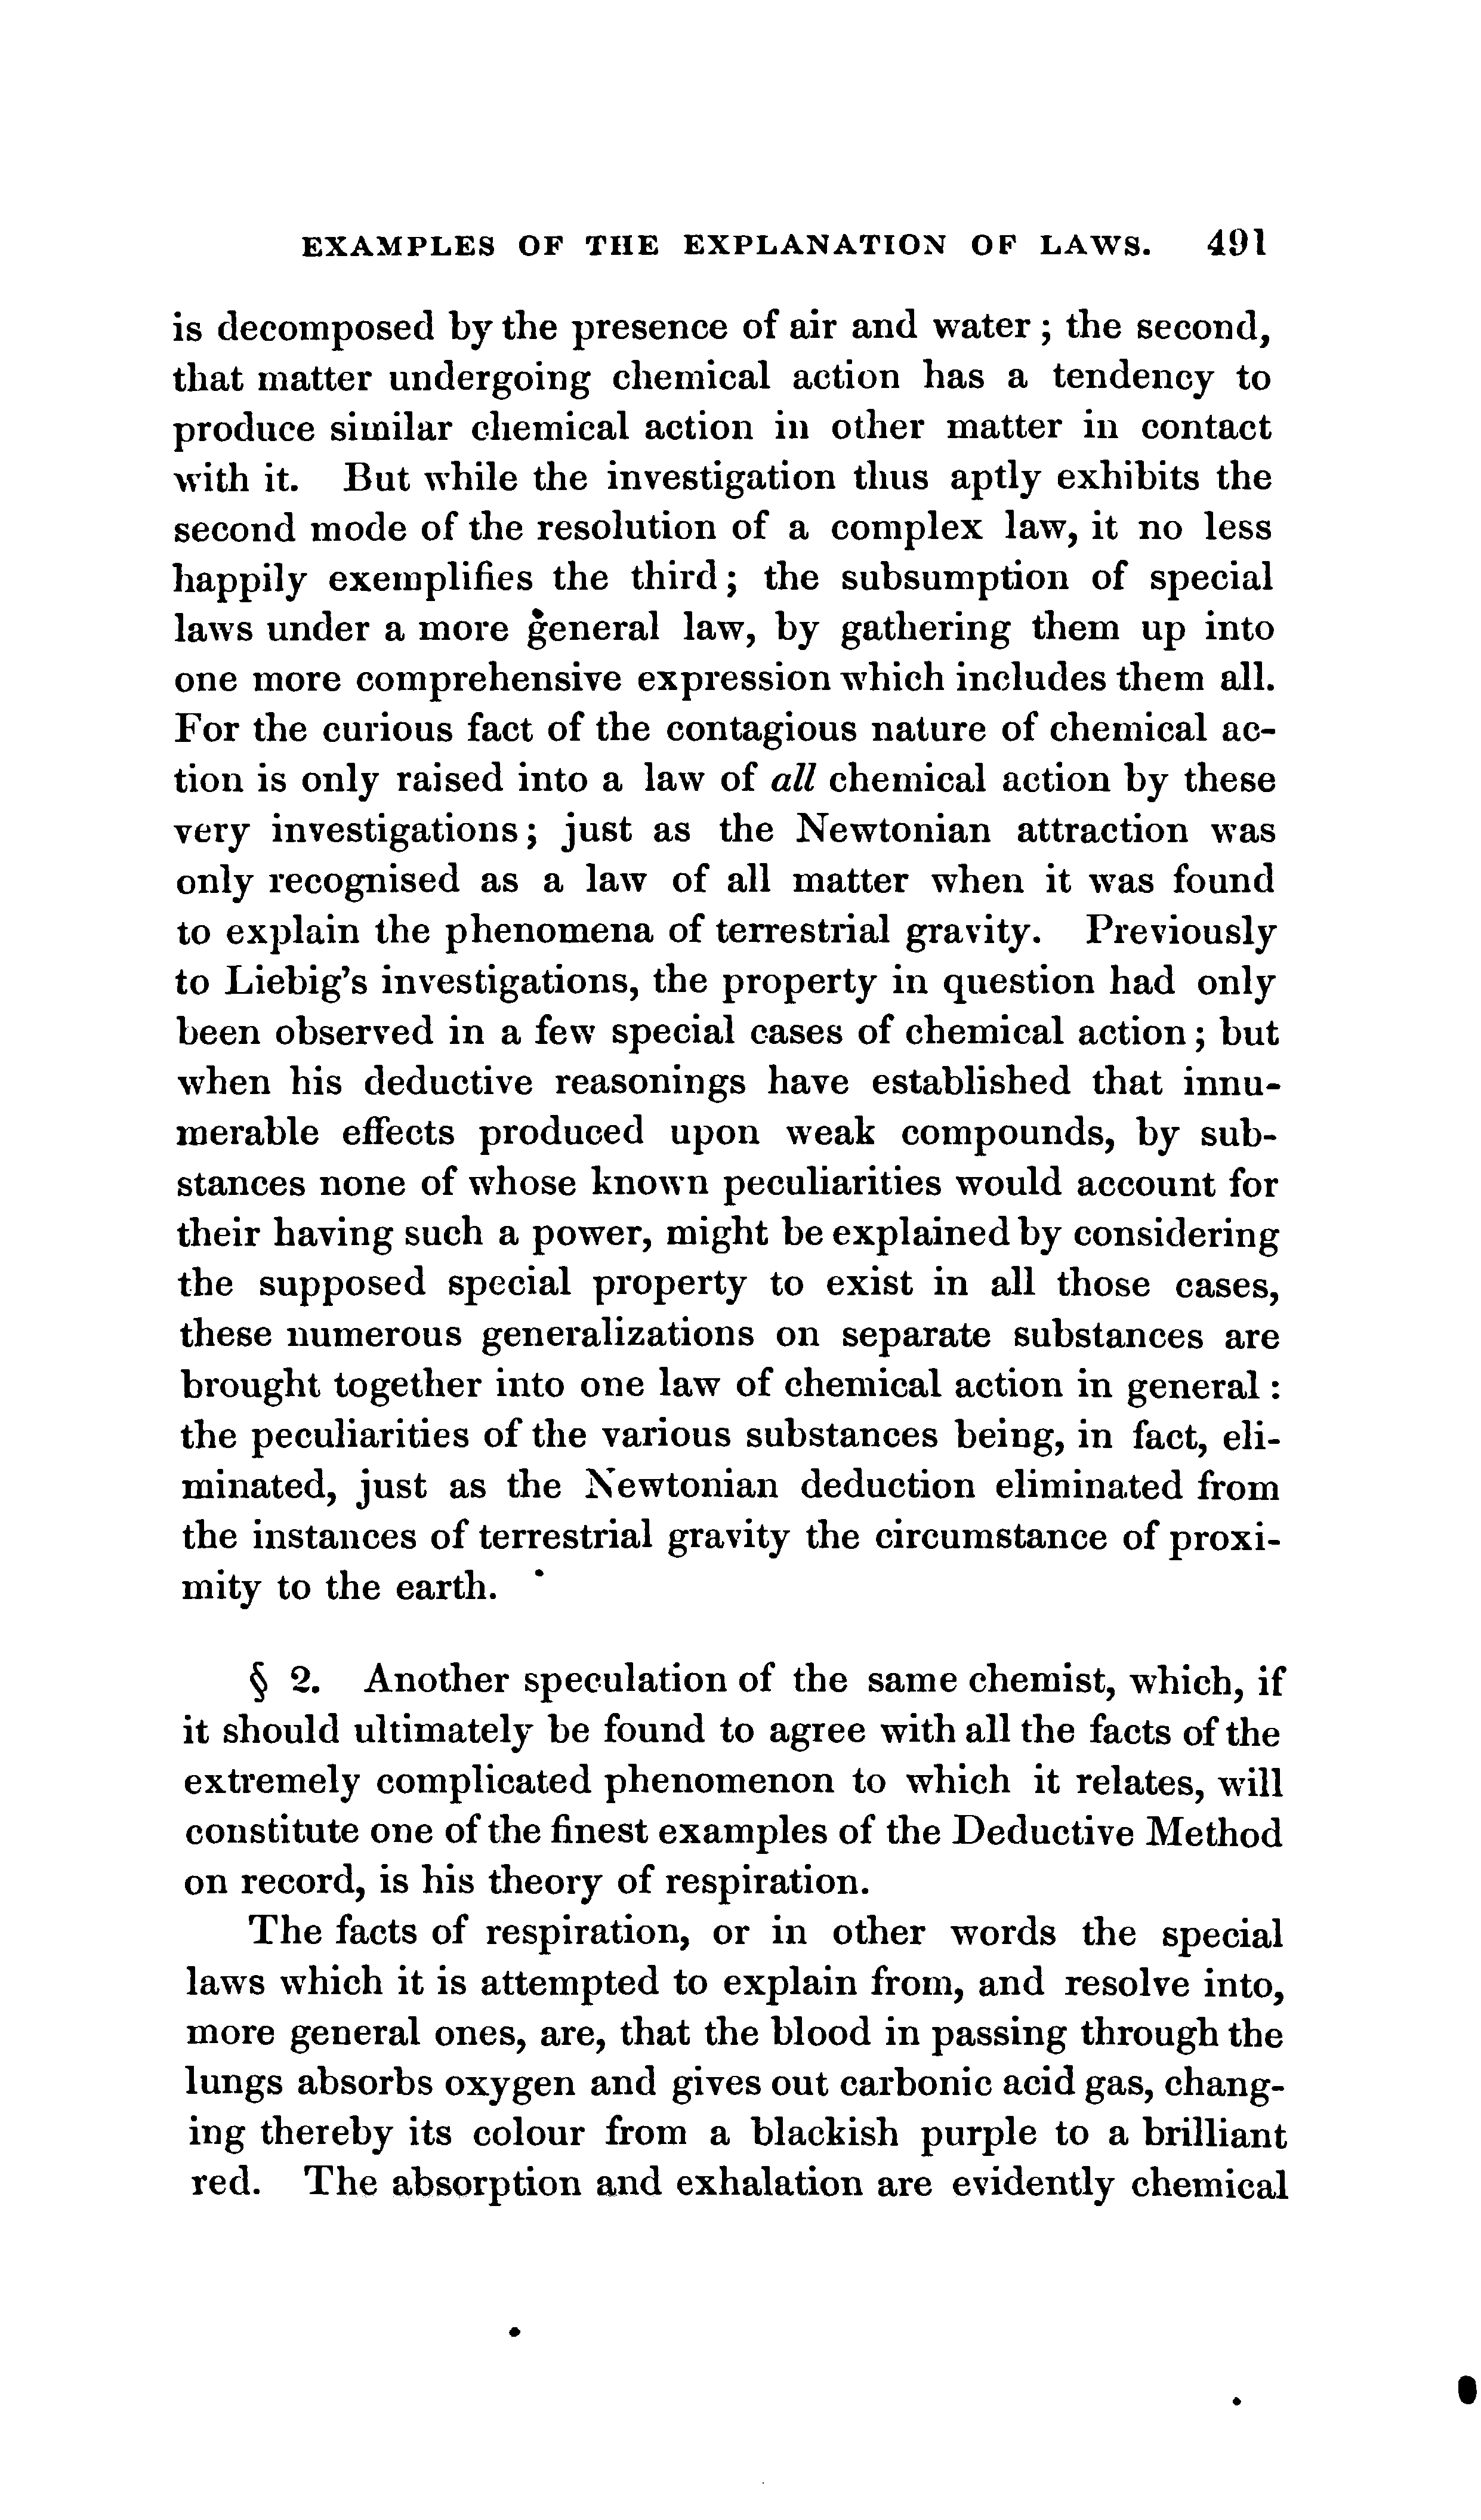 EXAMPLES OF THE EXPLANATION OF LAWS. 491
is decomposed by the presence of air and water; the second,
that matter undergoing chemical action has a tendency to
produce similar chemical action in other matter in contact
with it. But while the investigation thus aptly exhibits the
second mode of the resolution of a complex law, it no less
happily exemplifies the third; the subsumption of special
laws under a more general law, by gathering them up into
one more comprehensive expression which includes them all.
For the curious fact of the contagious nature of chemical ac-
tion is only raised into a law of all chemical action by these
very investigations; just as the Newtonian attraction was
only recognised as a law of all matter when it was found
to explain the phenomena of terrestrial gravity. Previously
to Liebig's investigations, the property in question had only
been observed in a few special cases of chemical action; but
when his deductive reasonings have established that innu-
merable effects produced upon weak compounds, by sub-
stances none of whose known peculiarities would account for
their having such a power, might be explained by considering
the supposed special property to exist in all those cases,
these numerous generalizations on separate substances are
brought together into one law of chemical action in general:
the peculiarities of the various substances being, in fact, eli-
minated, just as the Newtonian deduction eliminated from
the instances of terrestrial gravity the circumstance of proxi-
mity to the earth.
§ 2. Another speculation of the same chemist, which, if
it should ultimately be found to agree with all the facts of the
extremely complicated phenomenon to which it relates, will
constitute one of the finest examples of the Deductive Method
on record, is his theory of respiration.
The facts of respiration, or in other words the special
laws which it is attempted to explain from, and resolve into,
more general ones, are, that the blood in passing through the
lungs absorbs oxygen and gives out carbonic acid gas, chang-
ing thereby its colour from a blackish purple to a brilliant
red. The absorption and exhalation are evidently chemical